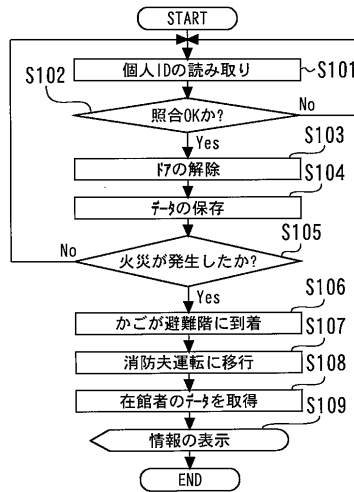 START
個人IDの読み取り
S101
S102
照合OKか?
No
Yes
S103
ドアの解除
S104
データの保存
S105
No
火災が発生したか?
Yes
S106
かごが避難階に到着
S107
消防夫運転に移行
S108
在館者のデータを取得
S109
情報の表示
END